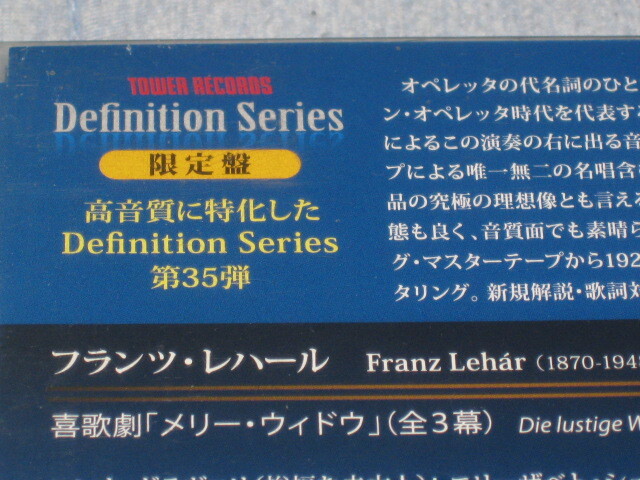 TOWER RECORDS
Definition Series
限定盤
高音質に特化した
Definition Series
第35弾
オペレッタの代名詞のひと
ン・オペレッタ時代を代表す
によるこの演奏の右に出る音
プによる唯一無二の名唱含め
品の究極の理想像とも言え
態も良く、音質面でも素晴ら
グ・マスターテープから192
タリング。新規解説・歌詞対
フランツ・レハール Franz Lehár (1870-1948
喜歌劇「メリー・ウィドウ」(全3幕) Die lustige W